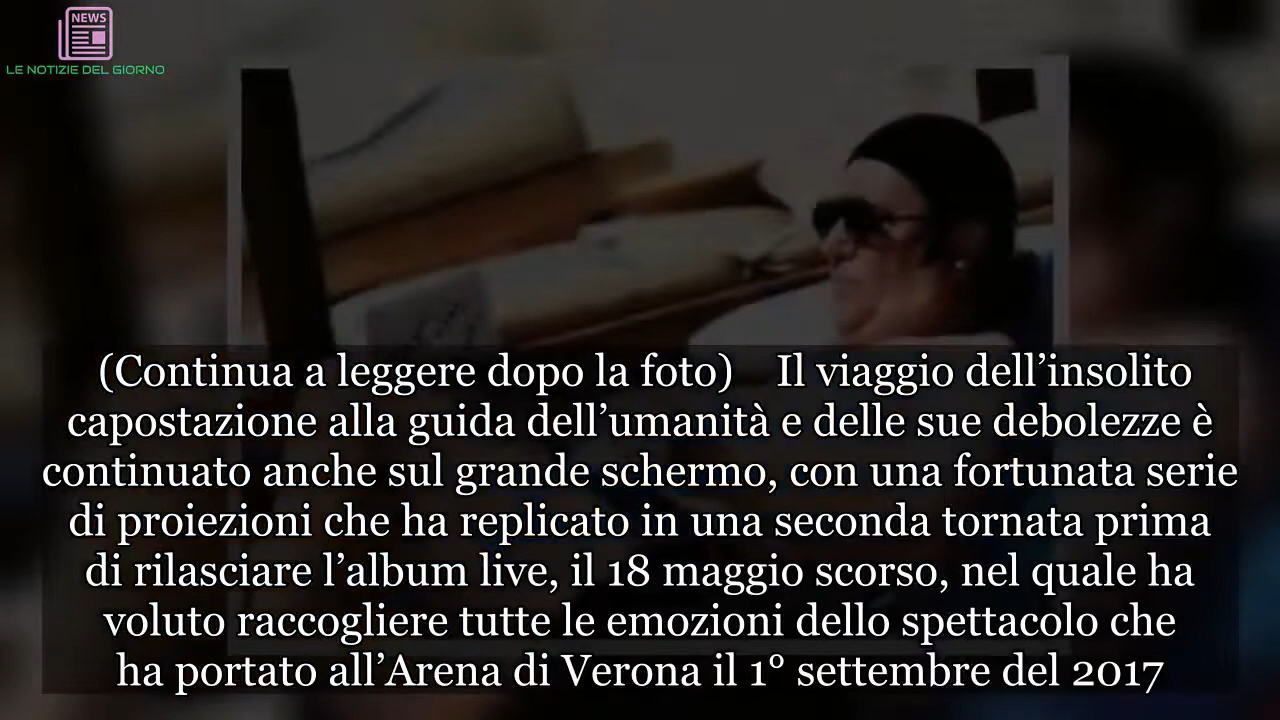 NEWS
LE NOTIZIE DEL GIORNO
(Continua a leggere dopo la foto)    Il viaggio dell’insolito
capostazione alla guida dell’umanità e delle sue debolezze è
continuato anche sul grande schermo, con una fortunata serie
di proiezioni che ha replicato in una seconda tornata prima
di rilasciare l’album live, il 18 maggio scorso, nel quale ha
voluto raccogliere tutte le emozioni dello spettacolo che
ha portato all’Arena di Verona il 1° settembre del 2017